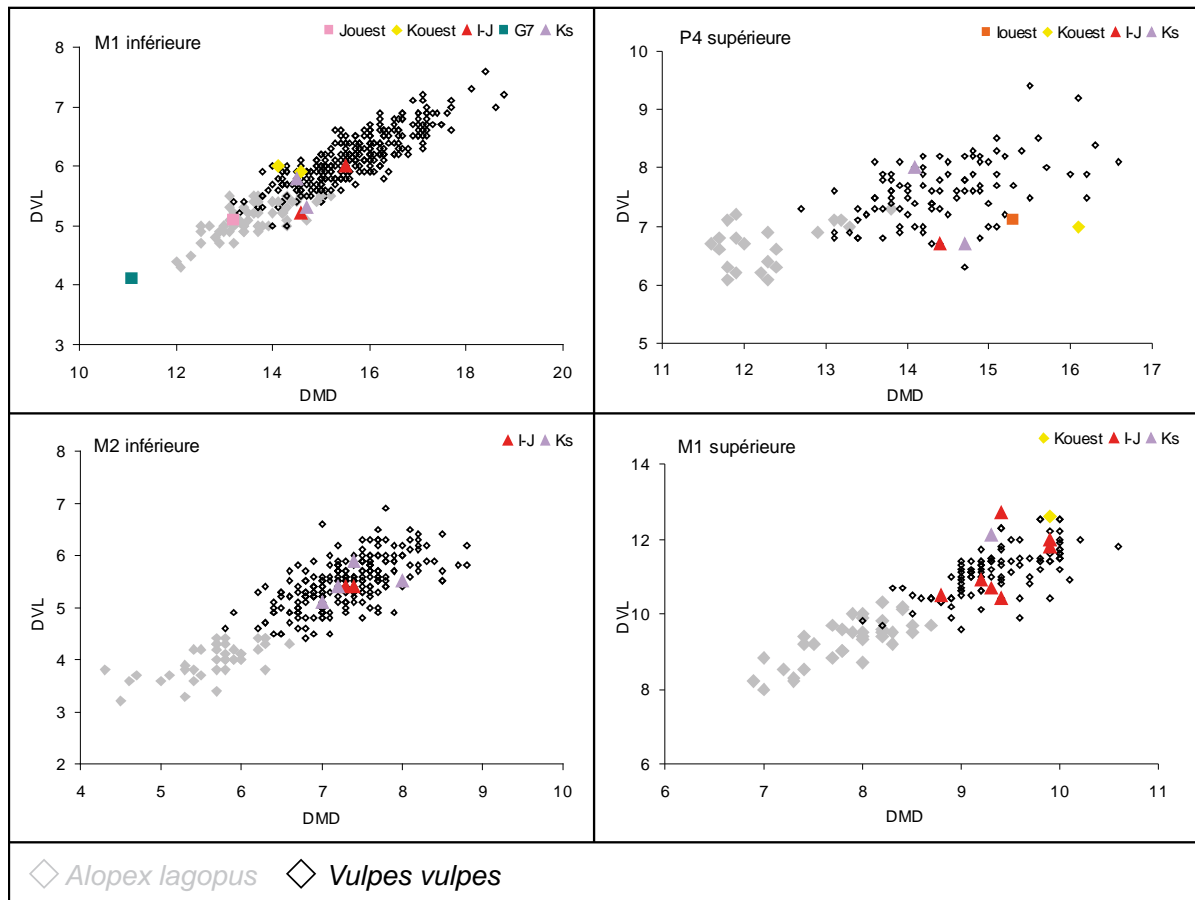 M1 inférieure
Jouest Kouest I-J G7 Ks
8
7
6
5
4
3
DVL
10 12 14 16 18 20
DMD
P4 supérieure
Iouest Kouest I-J Ks
10
9
8
7
6
5
DVL
11 12 13 14 15 16 17
DMD
M2 inférieure
I-J Ks
8
7
6
5
4
3
2
DVL
4 5 6 7 8 9 10
DMD
M1 supérieure
Kouest I-J Ks
14
12
10
8
6
DVL
6 7 8 9 10 11
DMD
Alopex lagopus Vulpes vulpes